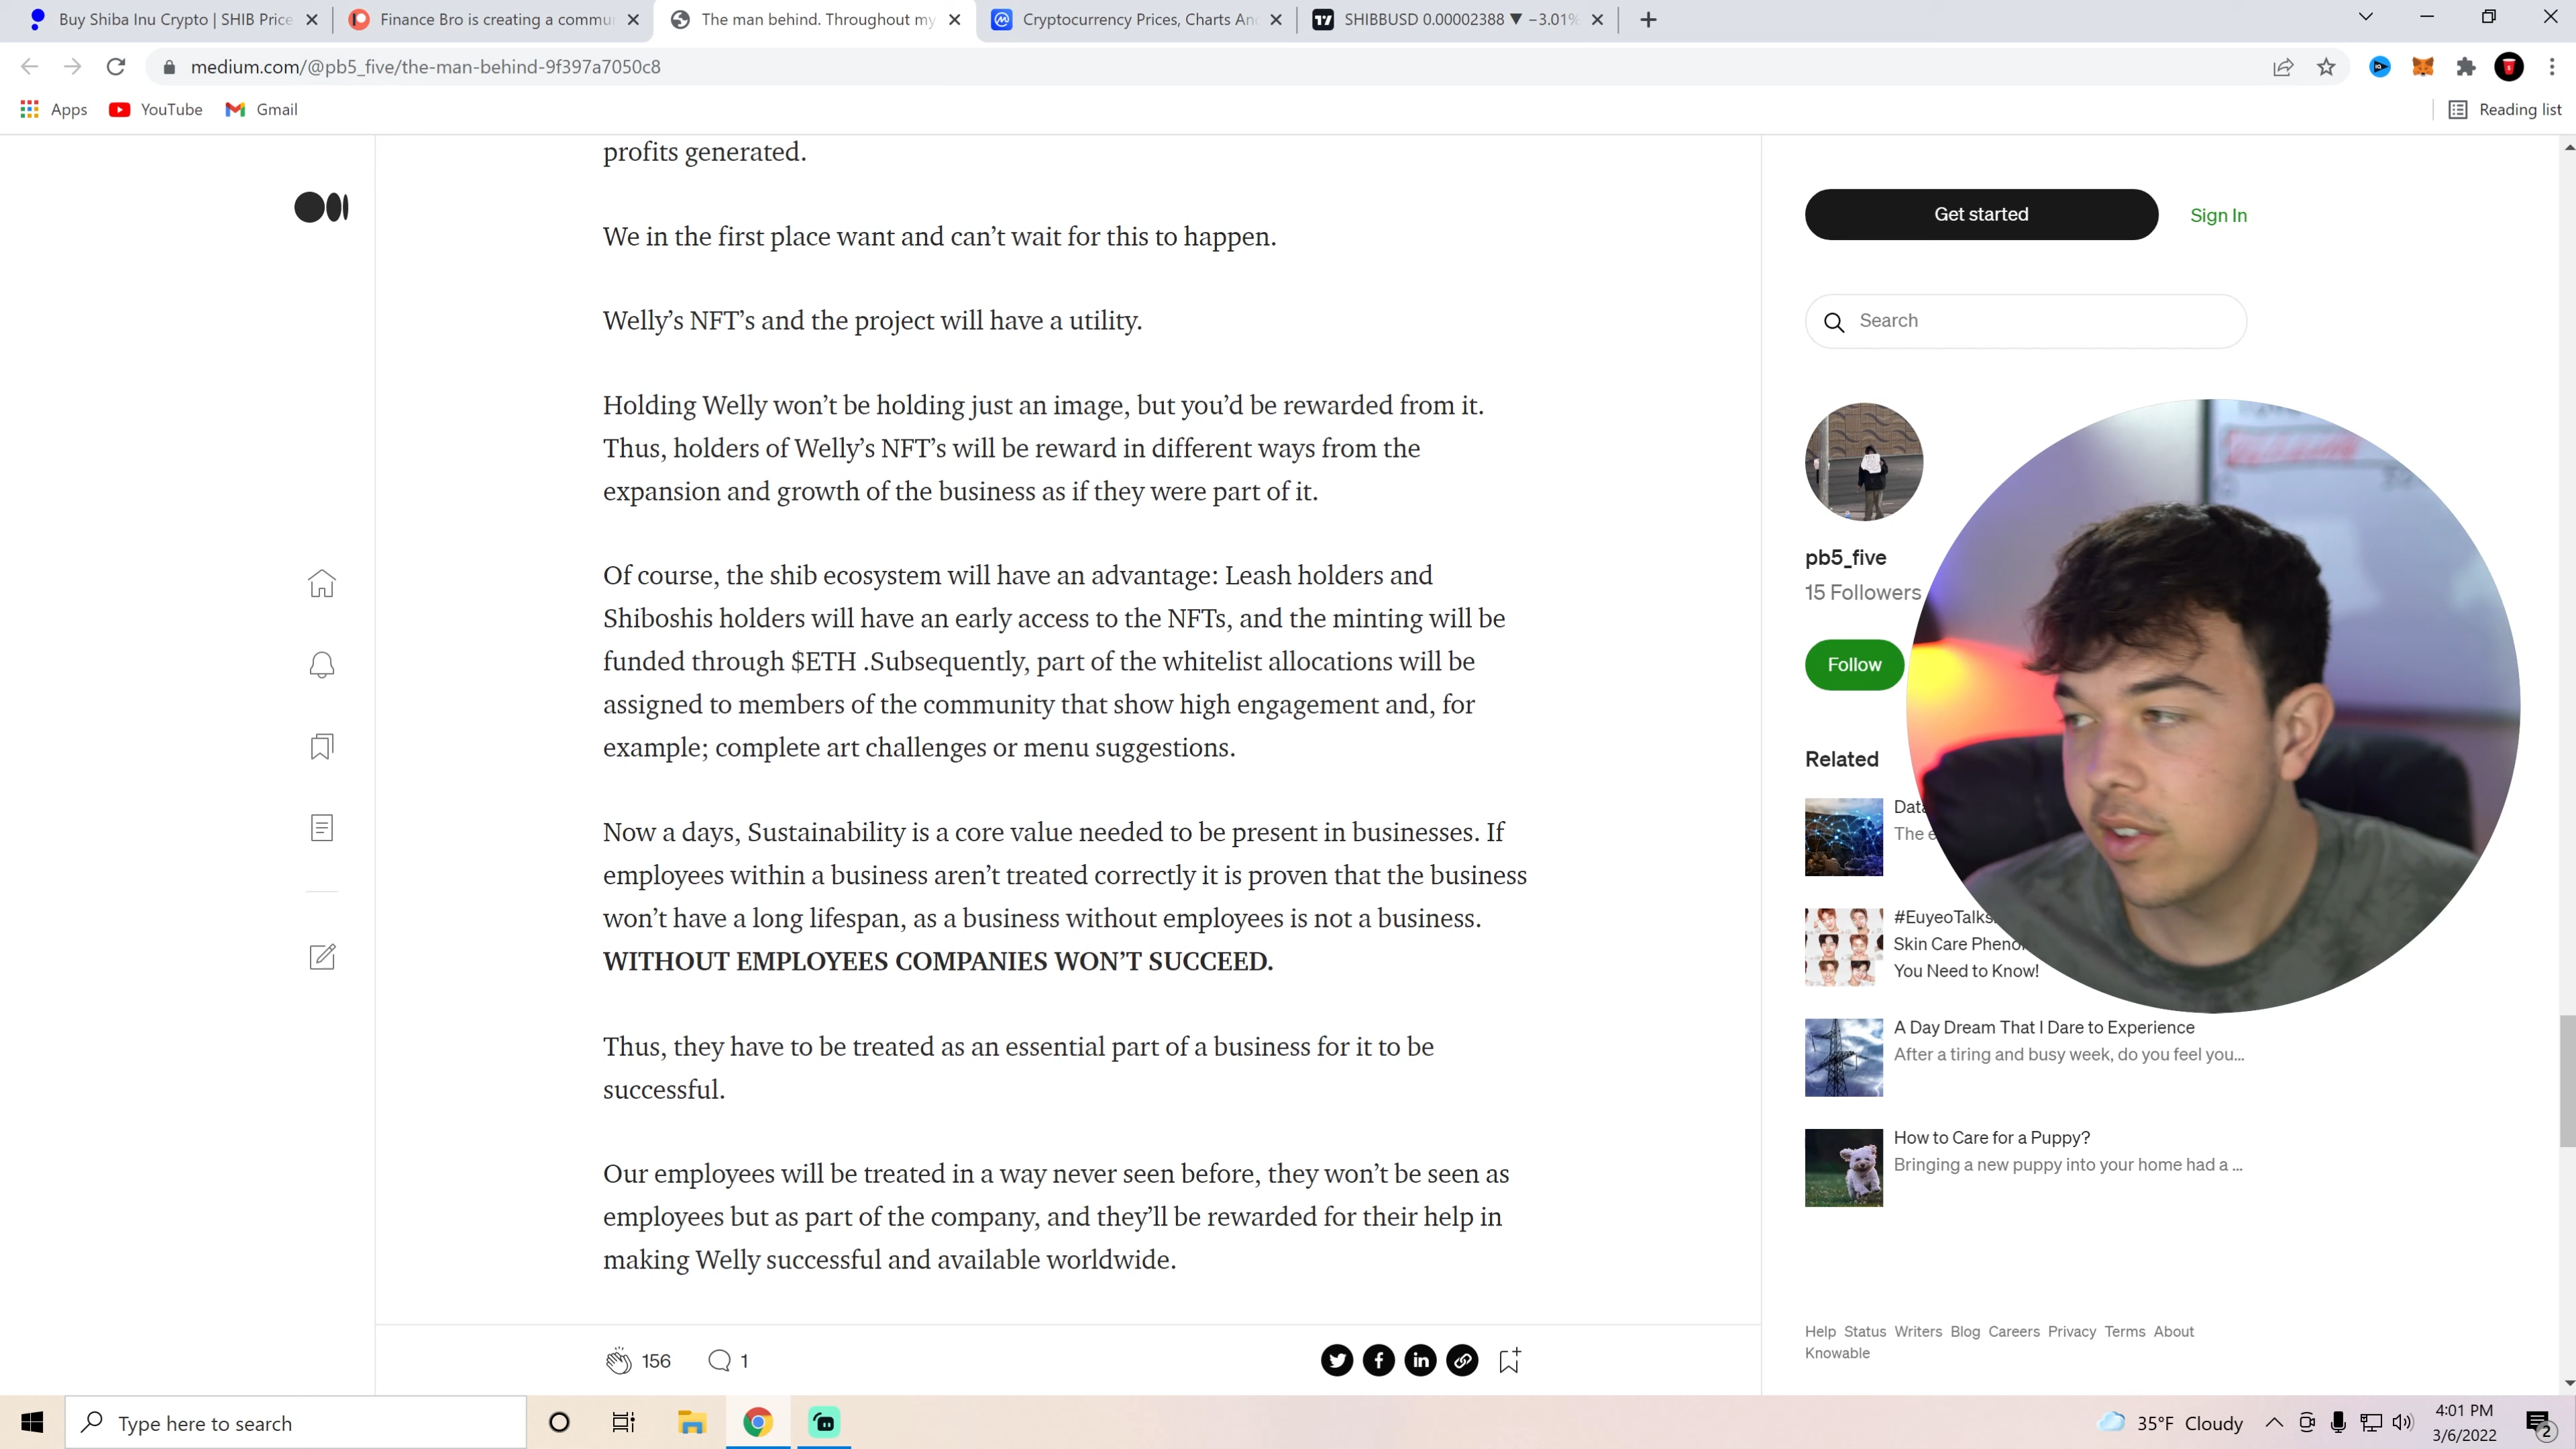 Buy Shiba Inu Crypto | SHIB Price
Finance Bro is creating a commu
The man behind. Throughout my
Cryptocurrency Prices, Charts An
SHIBBUSD 0.00002388 ▼ −3.01%
medium.com/@pb5_five/the-man-behind-9f397a7050c8
Apps
YouTube
Gmail
Reading list
profits generated.
We in the first place want and can’t wait for this to happen.
Welly’s NFT’s and the project will have a utility.
Holding Welly won’t be holding just an image, but you’d be rewarded from it.
Thus, holders of Welly’s NFT’s will be reward in different ways from the
expansion and growth of the business as if they were part of it.
Of course, the shib ecosystem will have an advantage: Leash holders and
Shiboshis holders will have an early access to the NFTs, and the minting will be
funded through $ETH .Subsequently, part of the whitelist allocations will be
assigned to members of the community that show high engagement and, for
example; complete art challenges or menu suggestions.
Now a days, Sustainability is a core value needed to be present in businesses. If
employees within a business aren’t treated correctly it is proven that the business
won’t have a long lifespan, as a business without employees is not a business.
WITHOUT EMPLOYEES COMPANIES WON’T SUCCEED.
Thus, they have to be treated as an essential part of a business for it to be
successful.
Our employees will be treated in a way never seen before, they won’t be seen as
employees but as part of the company, and they’ll be rewarded for their help in
making Welly successful and available worldwide.
156
1
Get started
Sign In
Search
pb5_five
15 Followers
Follow
Related
Data
The e
#EuyeoTalks
Skin Care Pheno
You Need to Know!
A Day Dream That I Dare to Experience
After a tiring and busy week, do you feel you...
How to Care for a Puppy?
Bringing a new puppy into your home had a ...
Help Status Writers Blog Careers Privacy Terms About
Knowable
Type here to search
35°F Cloudy
4:01 PM
3/6/2022
2